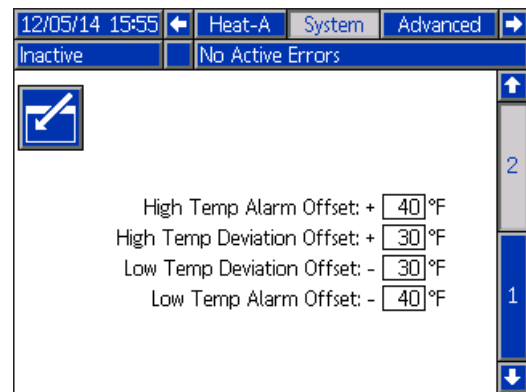 12/05/14 15:55 Heat-A System Advanced
Inactive No Active Errors
2
High Temp Alarm Offset: + 40 °F
High Temp Deviation Offset: + 30 °F
Low Temp Deviation Offset: - 30 °F
Low Temp Alarm Offset: - 40 °F
1